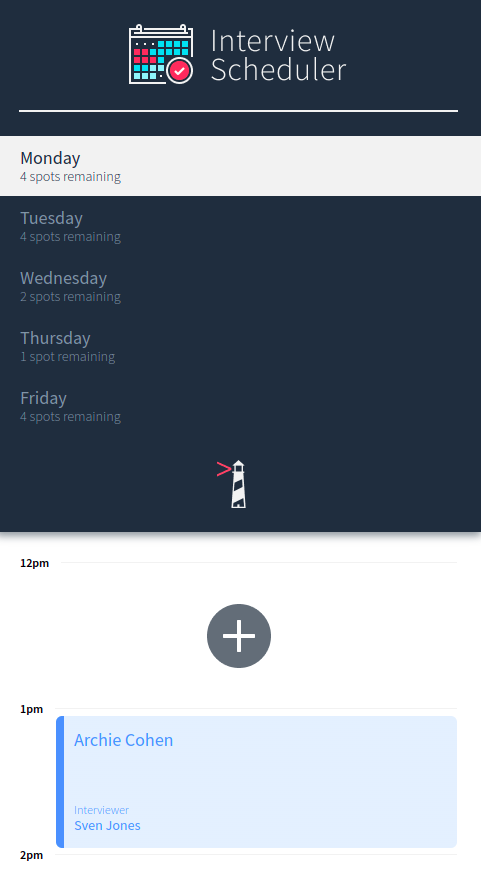 Interview
Scheduler
Monday
4 spots remaining
Tuesday
4 spots remaining
Wednesday
2 spots remaining
Thursday
1 spot remaining
Friday
4 spots remaining
12pm
1pm
Archie Cohen
Interviewer
Sven Jones
2pm